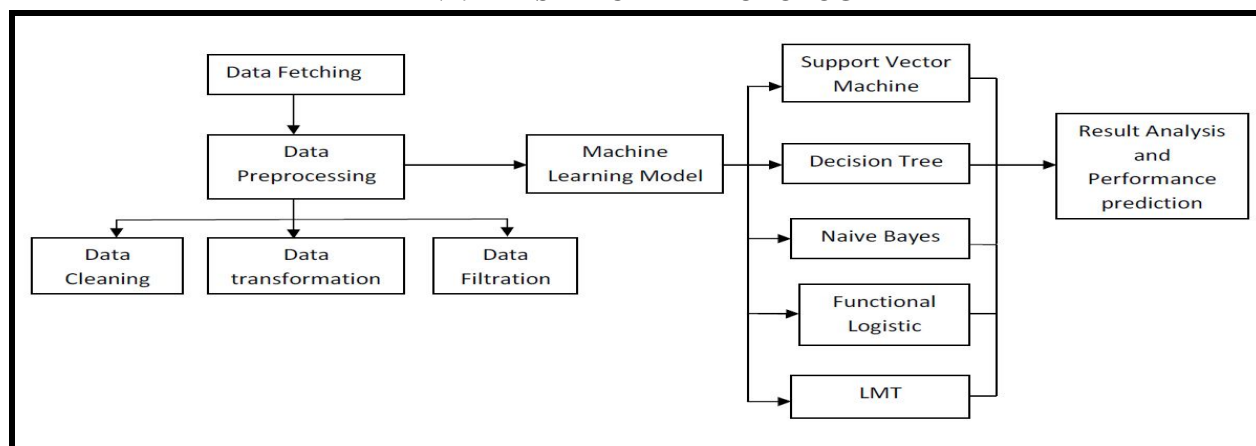 Data Fetching
Data
Preprocessing
Data
Cleaning
Data
transformation
Data
Filtration
Machine
Learning Model
Support Vector
Machine
Decision Tree
Naive Bayes
Functional
Logistic
LMT
Result Analysis
and
Performance
prediction